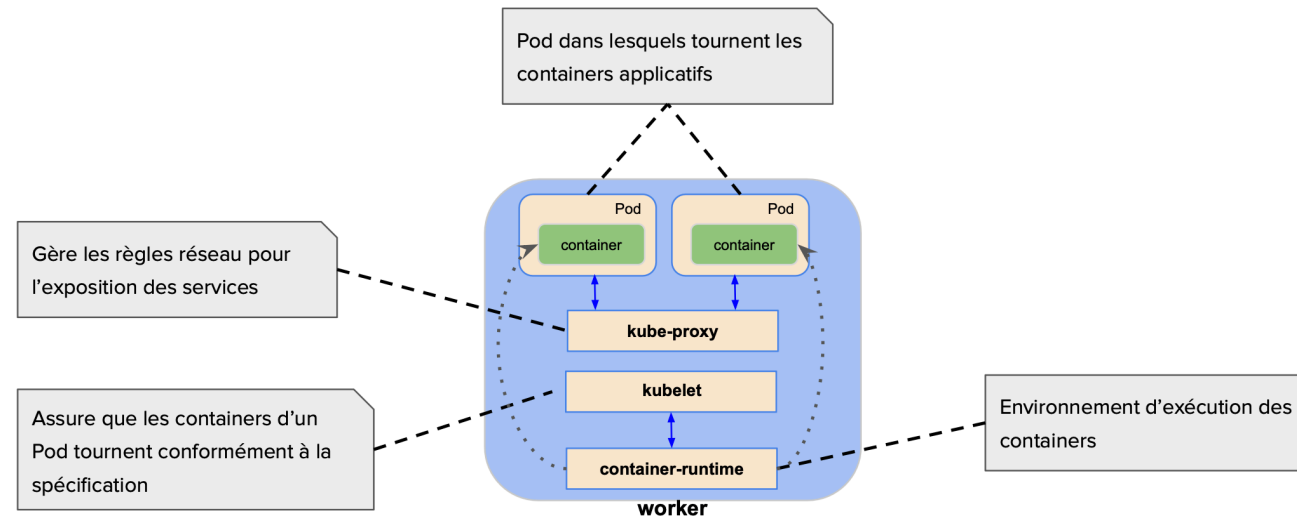 Pod dans lesquels tournent les
containers applicatifs
Pod
Pod
container
container
Gère les règles réseau pour
l’exposition des services
kube-proxy
kubelet
Assure que les containers d’un
Pod tournent conformément à la
spécification
Environnement d’exécution des
containers
container-runtime
worker